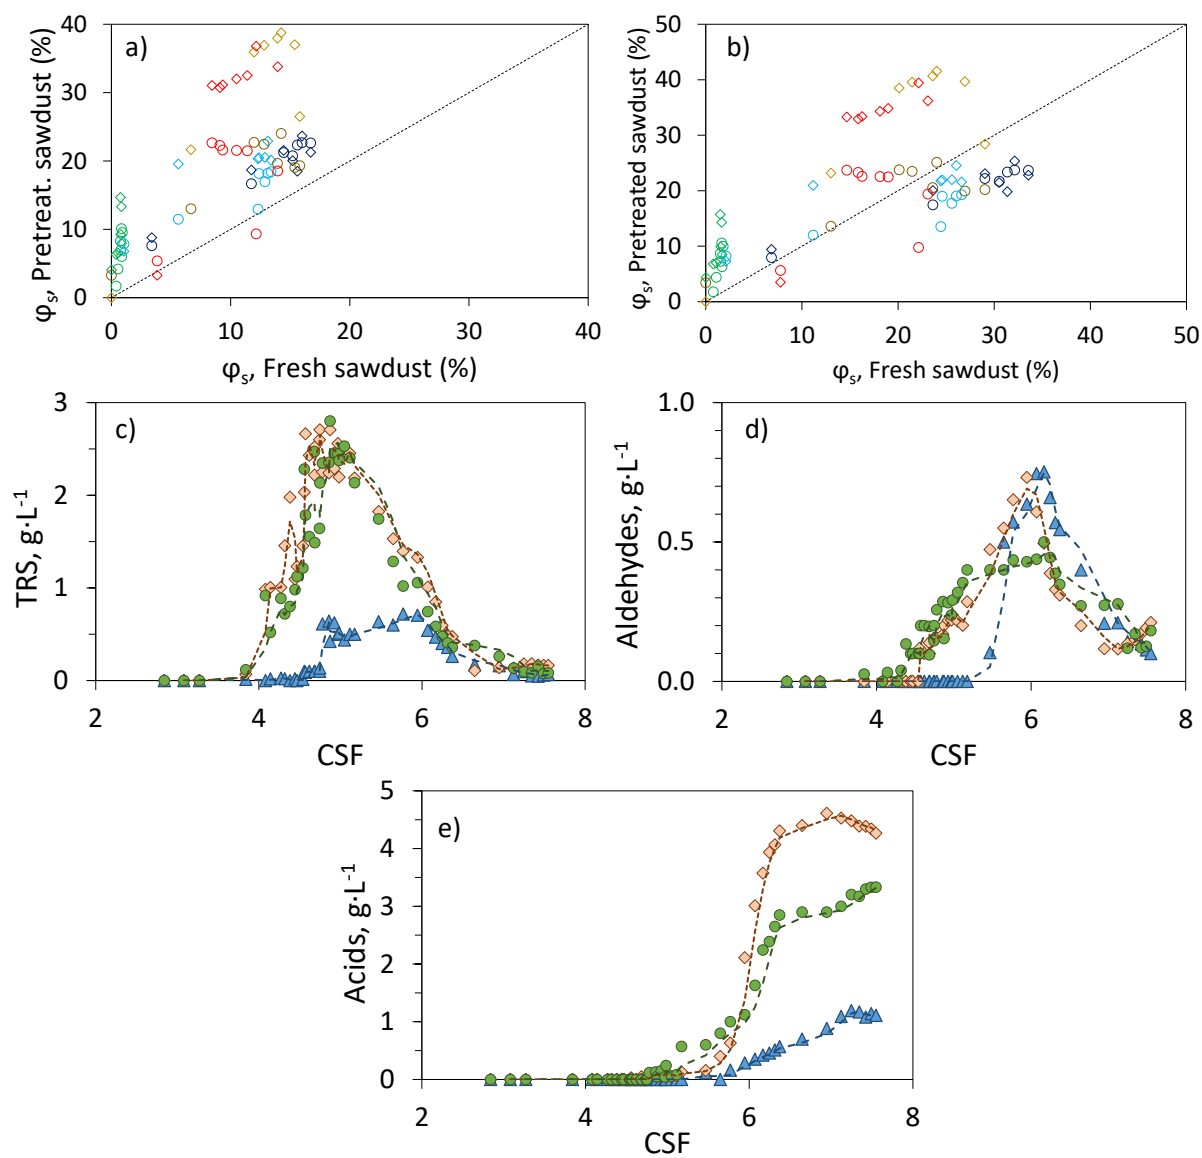 a)
φs, Pretreat. sawdust (%)
40
30
20
10
0
0 10 20 30 40
φs, Fresh sawdust (%)
b)
φs, Pretreated sawdust (%)
50
40
30
20
10
0
0 10 20 30 40 50
φs, Fresh sawdust (%)
c)
TRS, g·L-1
3
2
1
0
2 4 6 8
CSF
d)
Aldehydes, g·L-1
1.0
0.5
0.0
2 4 6 8
CSF
e)
Acids, g·L-1
5
4
3
2
1
0
2 4 6 8
CSF